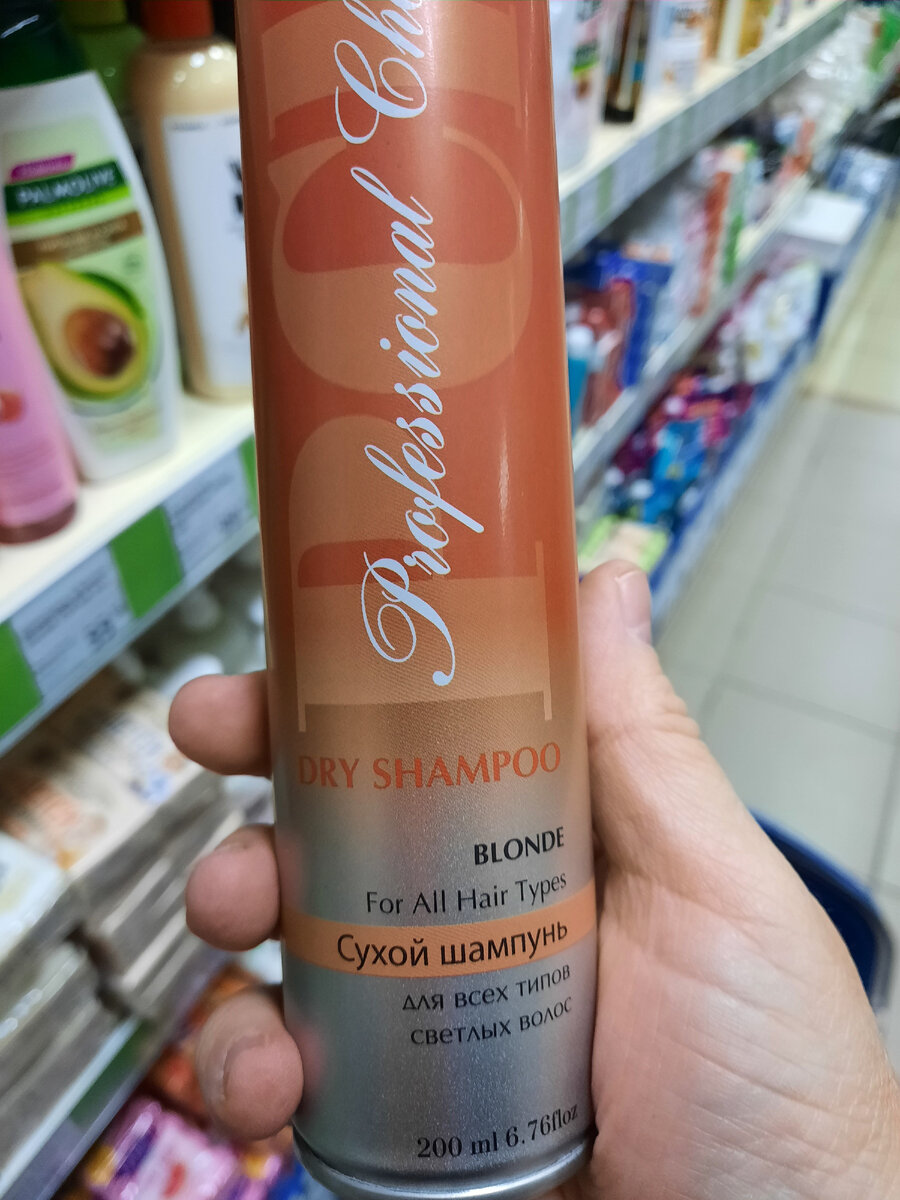 Professional
DRY SHAMPOO
BLONDE
For All Hair Types
Сухой шампунь
для всех типов
светлых волос
200 ml 6.76floz
PALMOLIVE